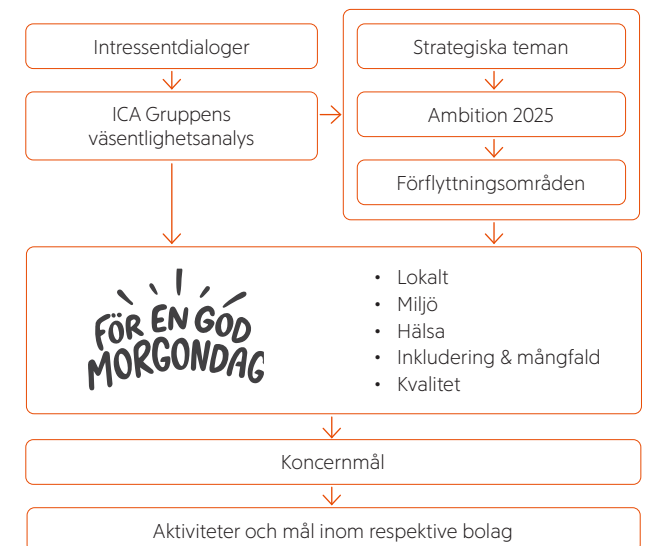 Intressentdialoger
ICA Gruppens
väsentlighetsanalys
Strategiska teman
Ambition 2025
Förflyttningsområden
FÖR EN GOD
MORGONDAG
• Lokalt
• Miljö
• Hälsa
• Inkludering & mångfald
• Kvalitet
Koncernmål
Aktiviteter och mål inom respektive bolag